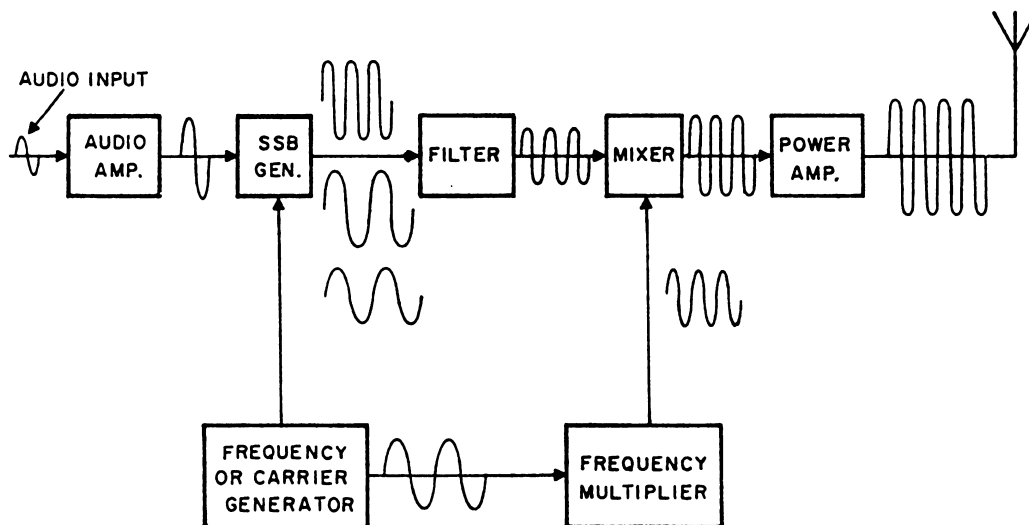 AUDIO INPUT
AUDIO
AMP.
SSB
GEN.
FILTER
MIXER
POWER
AMP.
FREQUENCY
OR CARRIER
GENERATOR
FREQUENCY
MULTIPLIER